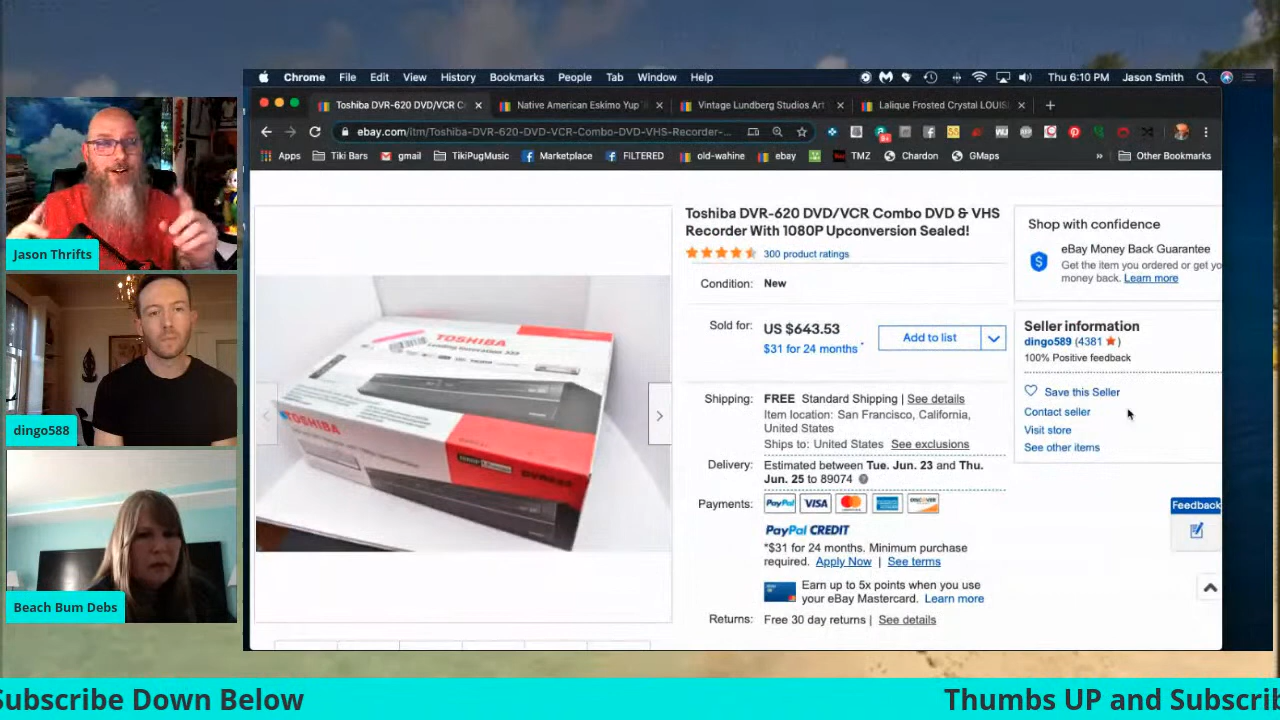 Chrome File Edit View History Bookmarks People Tab Window Help Thu 6:10 PM Jason Smith
Toshiba DVR-620 DVD/VCR C
Native American Eskimo Yup'
Vintage Lundberg Studios Art
Lalique Frosted Crystal LOUIS
ebay.com/itm/Toshiba-DVR-620-DVD-VCR-Combo-DVD-VHS-Recorder-...
Apps Tiki Bars gmail TikiPugMusic Marketplace FILTERED old-wahine ebay TMZ Chardon GMaps » Other Bookmarks
Jason Thrifts
dingo588
Beach Bum Debs
TOSHIBA
Leading Innovation >>>
TOSHIBA
Toshiba DVR-620 DVD/VCR Combo DVD & VHS
Recorder With 1080P Upconversion Sealed!
300 product ratings
Condition: New
Sold for: US $643.53
$31 for 24 months *
Add to list
Shipping: FREE Standard Shipping | See details
Item location: San Francisco, California,
United States
Ships to: United States See exclusions
Delivery: Estimated between Tue. Jun. 23 and Thu.
Jun. 25 to 89074
Payments: PayPal VISA MasterCard DISCOVER
PayPal CREDIT
*$31 for 24 months. Minimum purchase
required. Apply Now | See terms
Earn up to 5x points when you use
your eBay Mastercard. Learn more
Returns: Free 30 day returns | See details
Shop with confidence
eBay Money Back Guarantee
Get the item you ordered or get yo
money back. Learn more
Seller information
dingo589 (4381 ★)
100% Positive feedback
Save this Seller
Contact seller
Visit store
See other items
Feedback
Subscribe Down Below
Thumbs UP and Subscrib